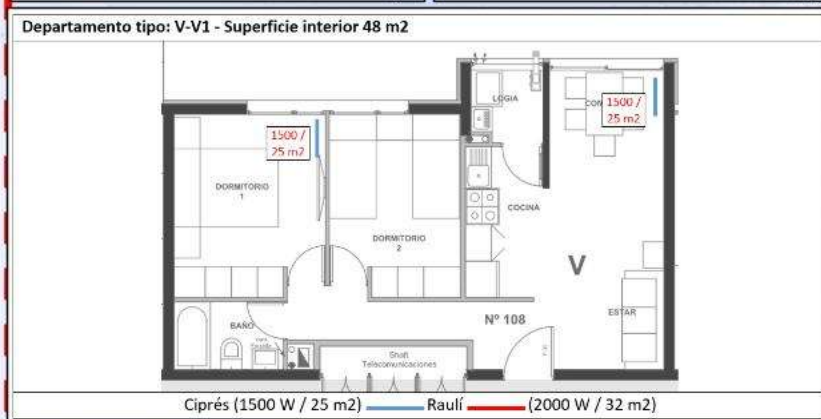 Departamento tipo: V-V1 - Superficie interior 48 m2
LOGIA
1500 /
25 m2
1500 /
25 m2
DORMITORIO
1
COCINA
DORMITORIO
2
V
BAÑO
Nº 108
ESTAR
Shaft
Telecomunicaciones
Ciprés (1500 W / 25 m2) Raulí (2000 W / 32 m2)